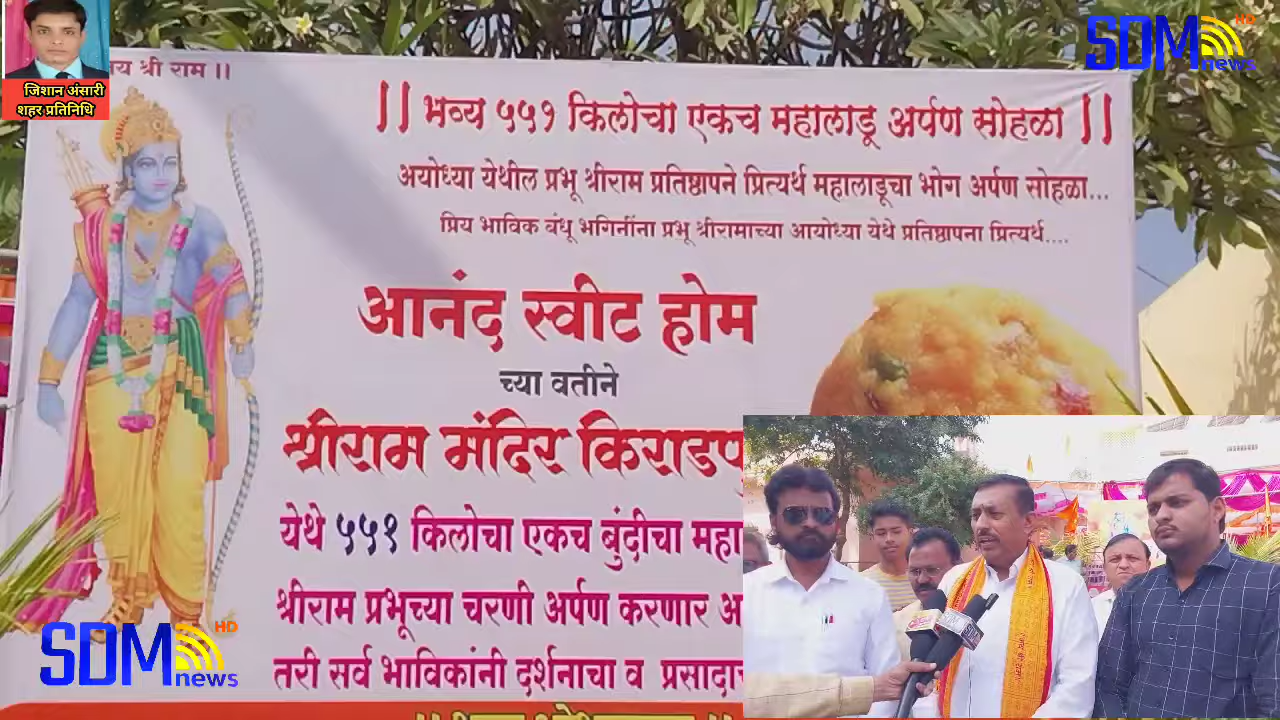 जिशान अंसारी
शहर प्रतिनिधि
श्री राम ||
SDM news HD
|| भव्य ५५१ किलोचा एकच महालाडू अर्पण सोहळा ||
अयोध्या येथील प्रभू श्रीराम प्रतिष्ठापने प्रित्यर्थ महालाडूचा भोग अर्पण सोहळा...
प्रिय भाविक बंधू भगिनींना प्रभू श्रीरामाच्या आयोध्या येथे प्रतिष्ठापना प्रित्यर्थ....
आनंद स्वीट होम
च्या वतीने
श्रीराम मंदिर किराडपु
येथे ५५१ किलोचा एकच बुंदीचा महा
श्रीराम प्रभूच्या चरणी अर्पण करणार अ
तरी सर्व भाविकांनी दर्शनाचा व प्रसादाच
SDM news HD